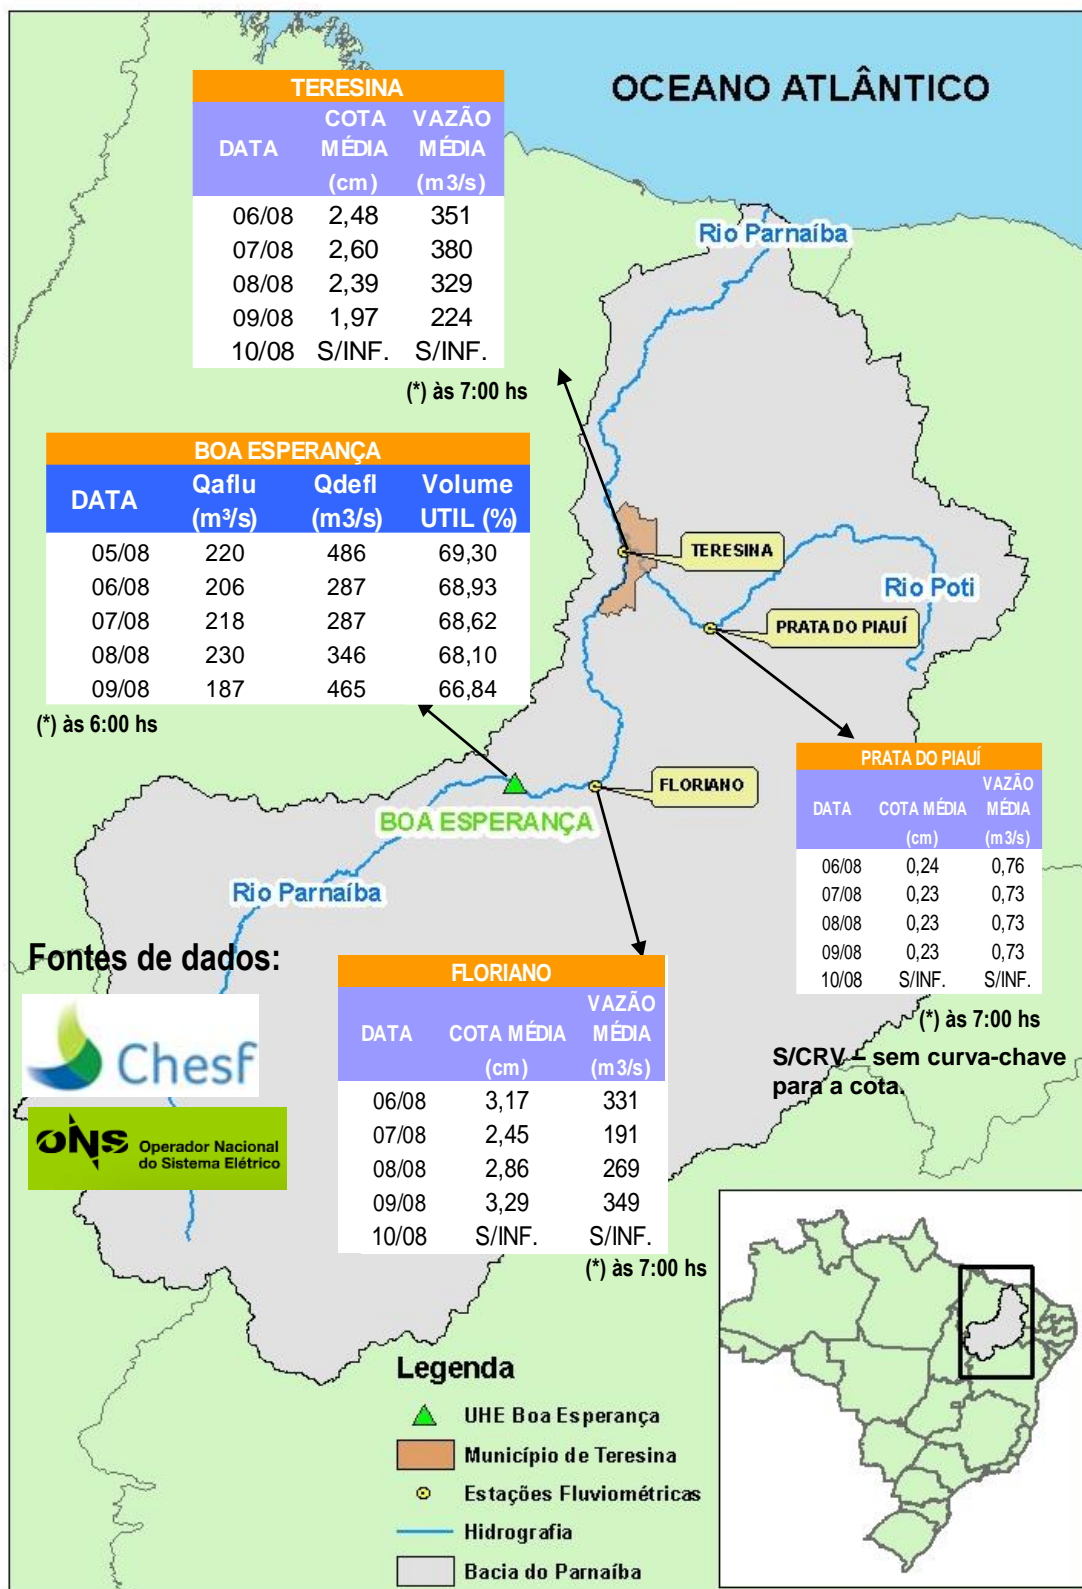 OCEANO ATLÂNTICO
TERESINA
DATA COTA MÉDIA (cm) VAZÃO MÉDIA (m3/s)
06/08 2,48 351
07/08 2,60 380
08/08 2,39 329
09/08 1,97 224
10/08 S/INF. S/INF.
(*) às 7:00 hs
Rio Parnaíba
BOA ESPERANÇA
DATA Qaflu (m³/s) Qdefl (m3/s) Volume UTIL (%)
05/08 220 486 69,30
06/08 206 287 68,93
07/08 218 287 68,62
08/08 230 346 68,10
09/08 187 465 66,84
(*) às 6:00 hs
TERESINA
Rio Poti
PRATA DO PIAUÍ
FLORIANO
BOA ESPERANÇA
Rio Parnaíba
PRATA DO PIAUÍ
DATA COTA MÉDIA (cm) VAZÃO MÉDIA (m3/s)
06/08 0,24 0,76
07/08 0,23 0,73
08/08 0,23 0,73
09/08 0,23 0,73
10/08 S/INF. S/INF.
(*) às 7:00 hs
S/CRV – sem curva-chave
para a cota.
Fontes de dados:
Chesf
ONS Operador Nacional
do Sistema Elétrico
FLORIANO
DATA COTA MÉDIA (cm) VAZÃO MÉDIA (m3/s)
06/08 3,17 331
07/08 2,45 191
08/08 2,86 269
09/08 3,29 349
10/08 S/INF. S/INF.
(*) às 7:00 hs
Legenda
UHE Boa Esperança
Município de Teresina
Estações Fluviométricas
Hidrografia
Bacia do Parnaíba